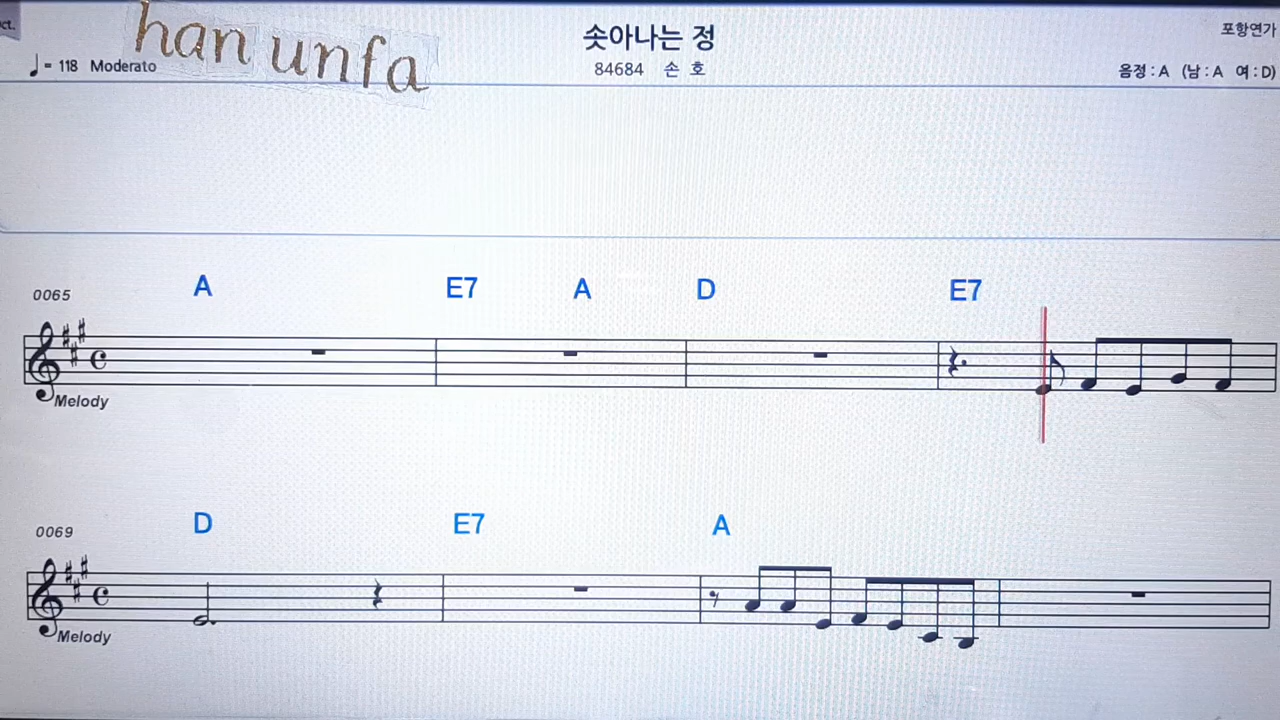 ct.
han unfa
솟아나는 정
포항연가
♩= 118 Moderato
84684 손 호
음정 : A (남 : A 여 : D)
A E7 A D E7
0065
Melody
D E7 A
0069
Melody